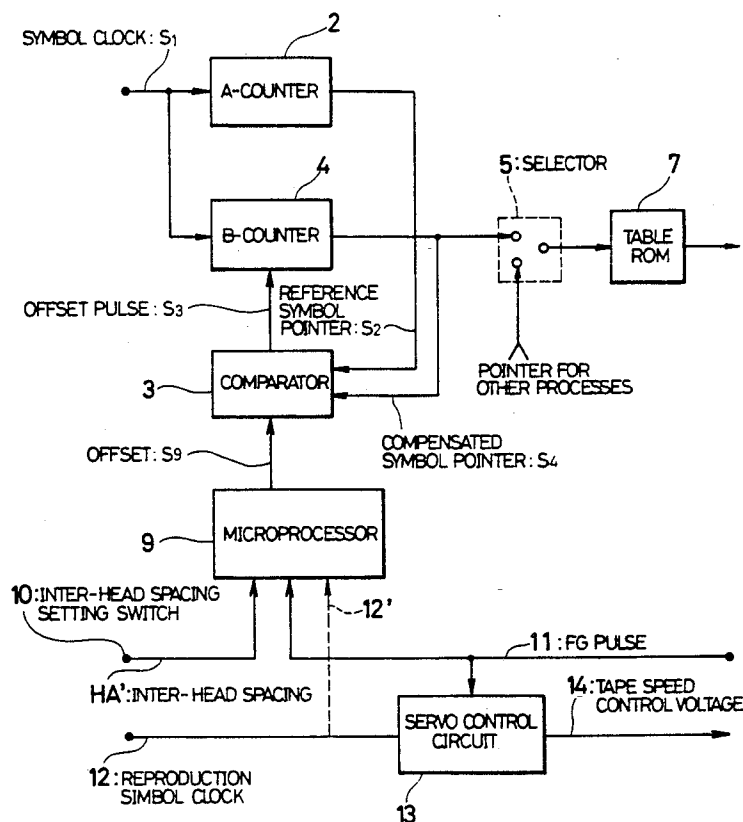 2
SYMBOL CLOCK : S1
A-COUNTER
4
5 : SELECTOR
7
B-COUNTER
TABLE
ROM
OFFSET PULSE : S3
REFERENCE
SYMBOL
POINTER : S2
3
COMPARATOR
POINTER FOR
OTHER PROCESSES
OFFSET : S9
COMPENSATED
SYMBOL POINTER : S4
9
MICROPROCESSOR
10 : INTER-HEAD SPACING
SETTING SWITCH
12'
11 : FG PULSE
HA' : INTER-HEAD SPACING
14 : TAPE SPEED
CONTROL VOLTAGE
SERVO CONTROL
CIRCUIT
12 : REPRODUCTION
SIMBOL CLOCK
13